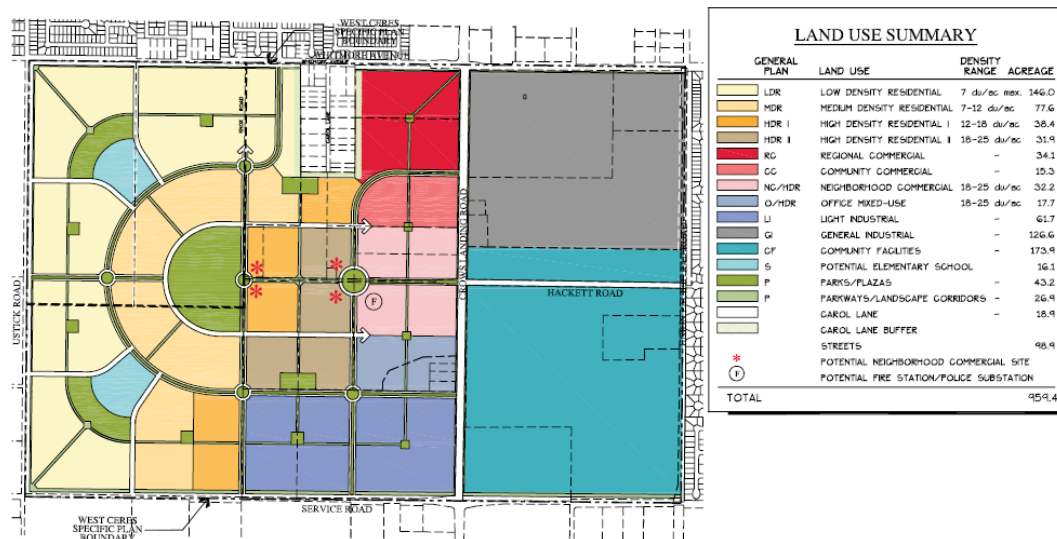 WEST CERES
SPECIFIC PLAN
BOUNDARY
WHITMORE AVENUE
CAROL LANE
USTICK ROAD
CROWS LANDING ROAD
HACKETT ROAD
F
SERVICE ROAD
WEST CERES
SPECIFIC PLAN
BOUNDARY
LAND USE SUMMARY
GENERAL PLAN LAND USE DENSITY RANGE ACREAGE
LDR LOW DENSITY RESIDENTIAL 7 du/ac max. 146.0
MDR MEDIUM DENSITY RESIDENTIAL 7-12 du/ac 77.6
HDR I HIGH DENSITY RESIDENTIAL I 12-18 du/ac 38.4
HDR II HIGH DENSITY RESIDENTIAL II 18-25 du/ac 31.9
RC REGIONAL COMMERCIAL - 34.1
CC COMMUNITY COMMERCIAL - 15.3
NC/HDR NEIGHBORHOOD COMMERCIAL 18-25 du/ac 32.2
O/HDR OFFICE MIXED-USE 18-25 du/ac 17.7
LI LIGHT INDUSTRIAL - 61.7
GI GENERAL INDUSTRIAL - 126.6
CF COMMUNITY FACILITIES - 173.9
S POTENTIAL ELEMENTARY SCHOOL 16.1
P PARKS/PLAZAS - 43.2
P PARKWAYS/LANDSCAPE CORRIDORS - 26.9
CAROL LANE - 18.9
CAROL LANE BUFFER
STREETS 98.9
* POTENTIAL NEIGHBORHOOD COMMERCIAL SITE
F POTENTIAL FIRE STATION/POLICE SUBSTATION
TOTAL 959.4